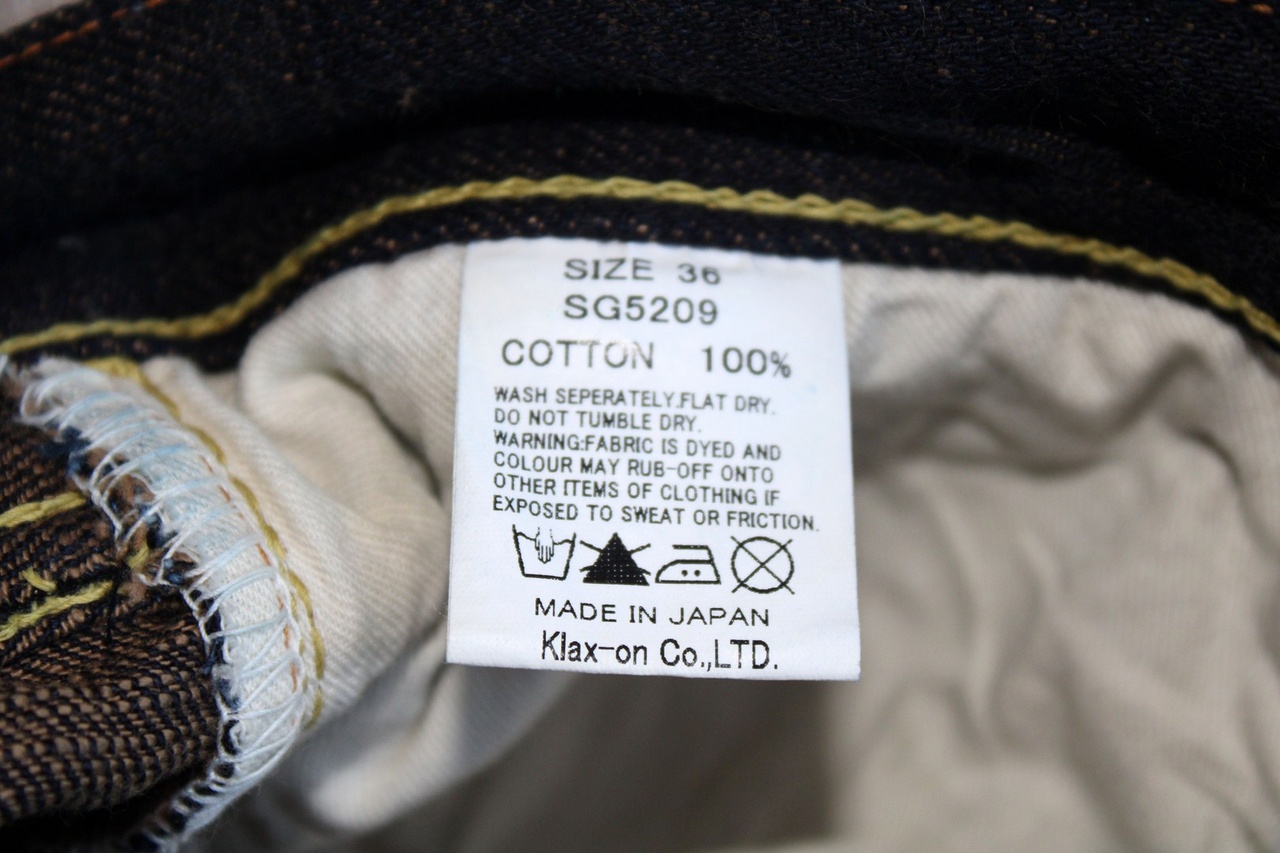 SIZE 36
SG5209
COTTON 100%
WASH SEPERATELY.FLAT DRY.
DO NOT TUMBLE DRY.
WARNING:FABRIC IS DYED AND
COLOUR MAY RUB-OFF ONTO
OTHER ITEMS OF CLOTHING IF
EXPOSED TO SWEAT OR FRICTION.
MADE IN JAPAN
Klax-on Co.,LTD.